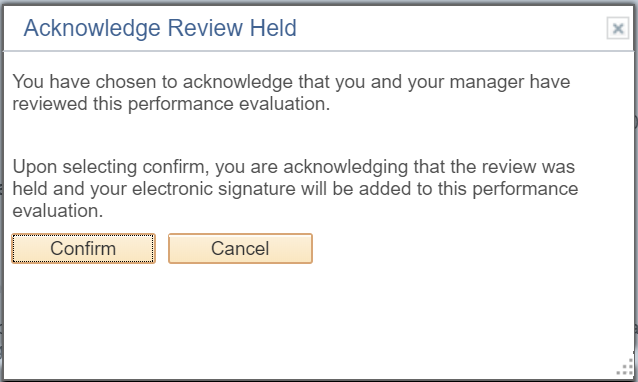 Acknowledge Review Held
You have chosen to acknowledge that you and your manager have
reviewed this performance evaluation.
Upon selecting confirm, you are acknowledging that the review was
held and your electronic signature will be added to this performance
evaluation.
Confirm
Cancel